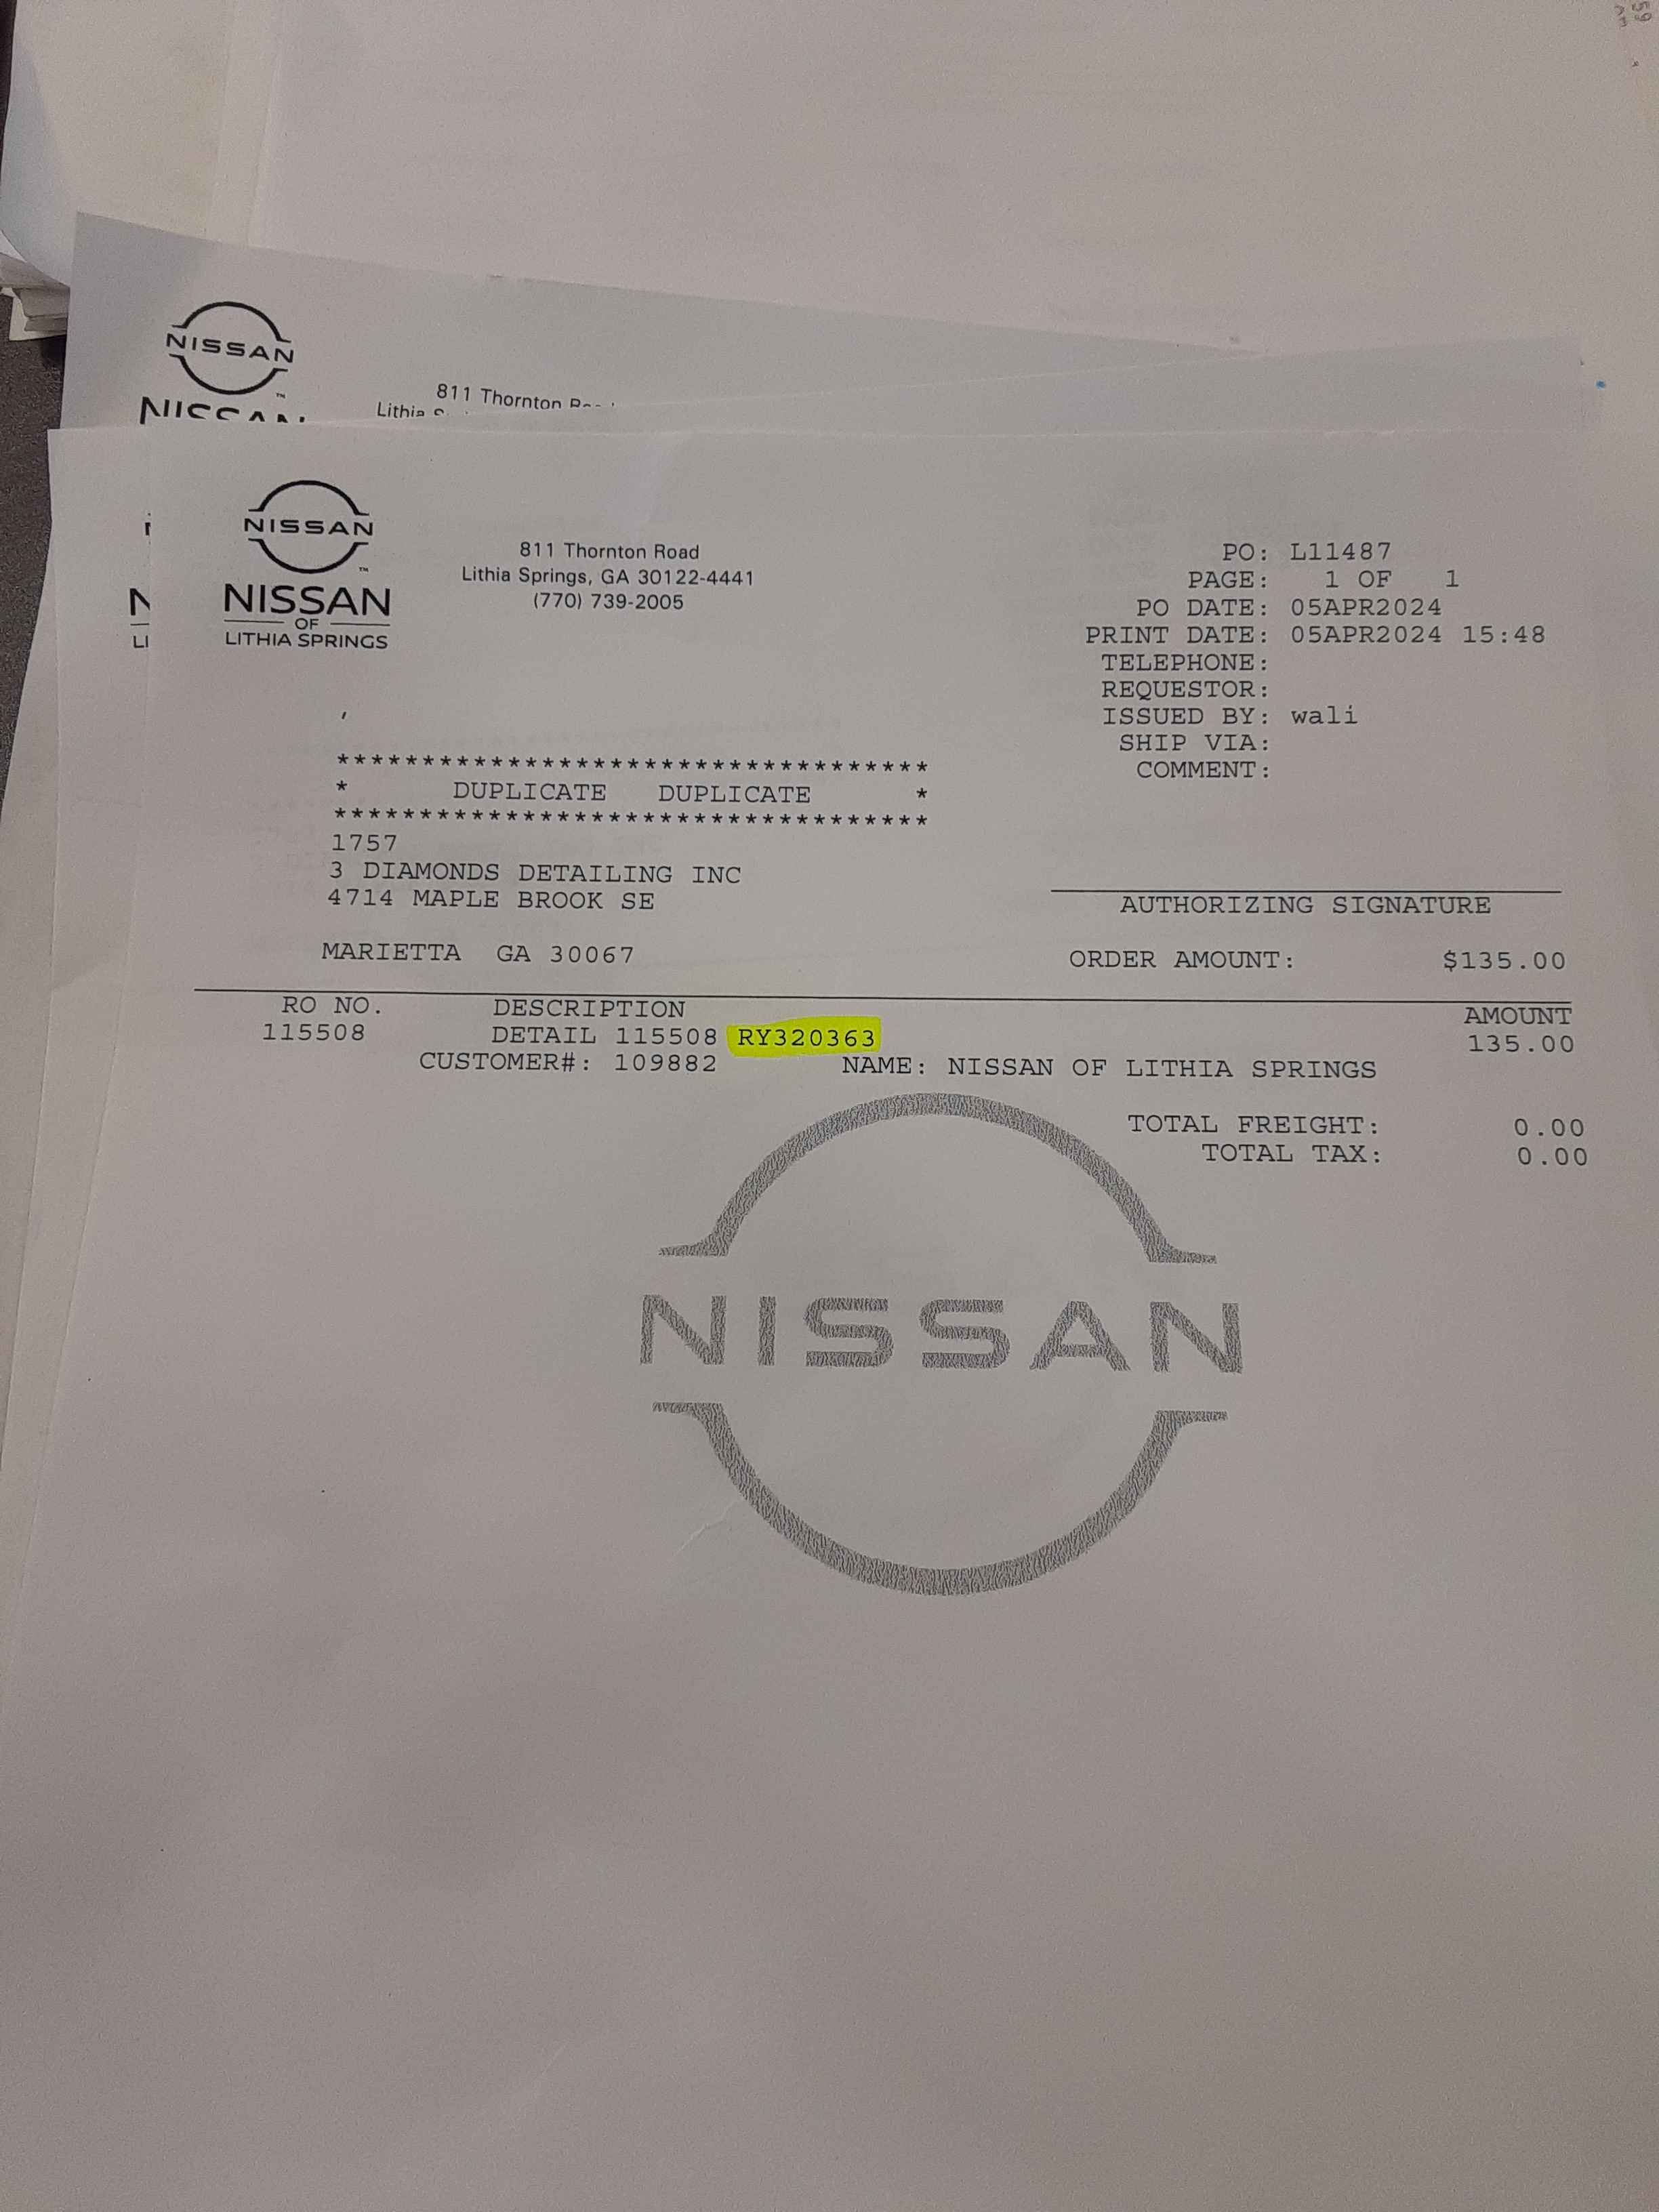 NISSAN
811 Thornton
Lithia
NISSAN
NISSAN
OF
LITHIA SPRINGS
811 Thornton Road
Lithia Springs, GA 30122-4441
(770) 739-2005
PO: L11487
PAGE: 1 OF 1
PO DATE: 05APR2024
PRINT DATE: 05APR2024 15:48
TELEPHONE:
REQUESTOR:
ISSUED BY: wali
SHIP VIA:
COMMENT:
,
***********************************
* DUPLICATE DUPLICATE *
***********************************
1757
3 DIAMONDS DETAILING INC
4714 MAPLE BROOK SE
MARIETTA GA 30067
AUTHORIZING SIGNATURE
ORDER AMOUNT: $135.00
RO NO. DESCRIPTION AMOUNT
115508 DETAIL 115508 RY320363 135.00
CUSTOMER#: 109882 NAME: NISSAN OF LITHIA SPRINGS
TOTAL FREIGHT: 0.00
TOTAL TAX: 0.00
NISSAN